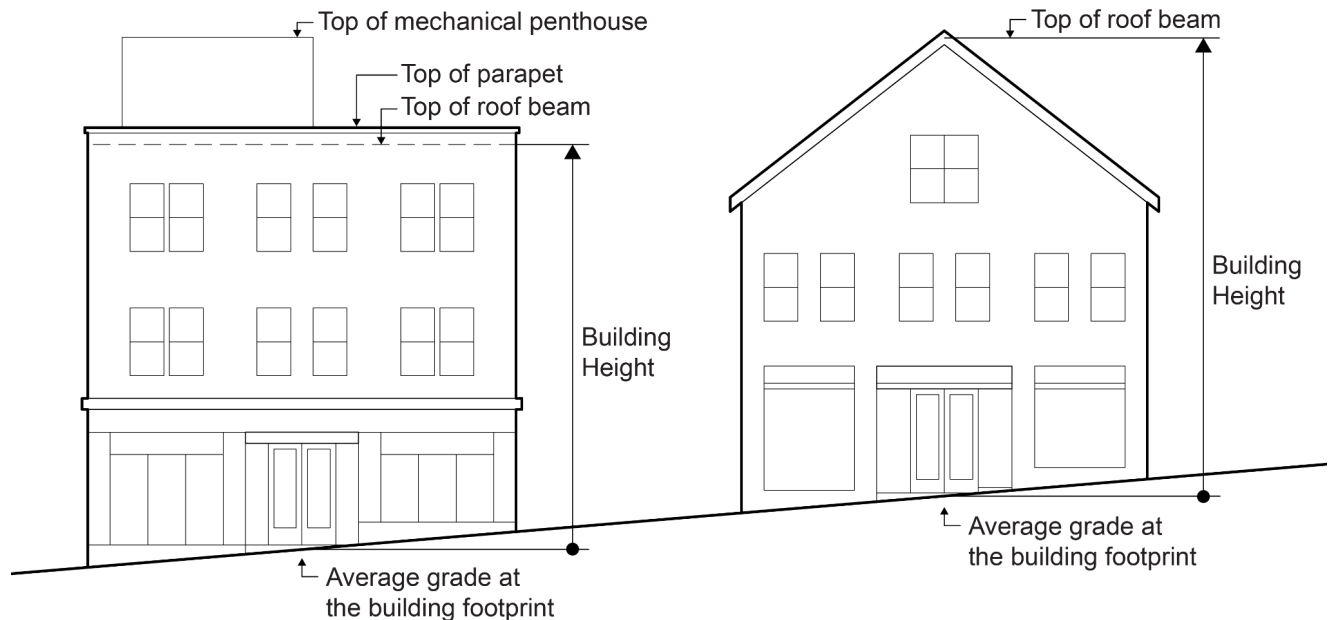 Top of mechanical penthouse
Top of parapet
Top of roof beam
Building
Height
Average grade at
the building footprint
Top of roof beam
Building
Height
Average grade at
the building footprint